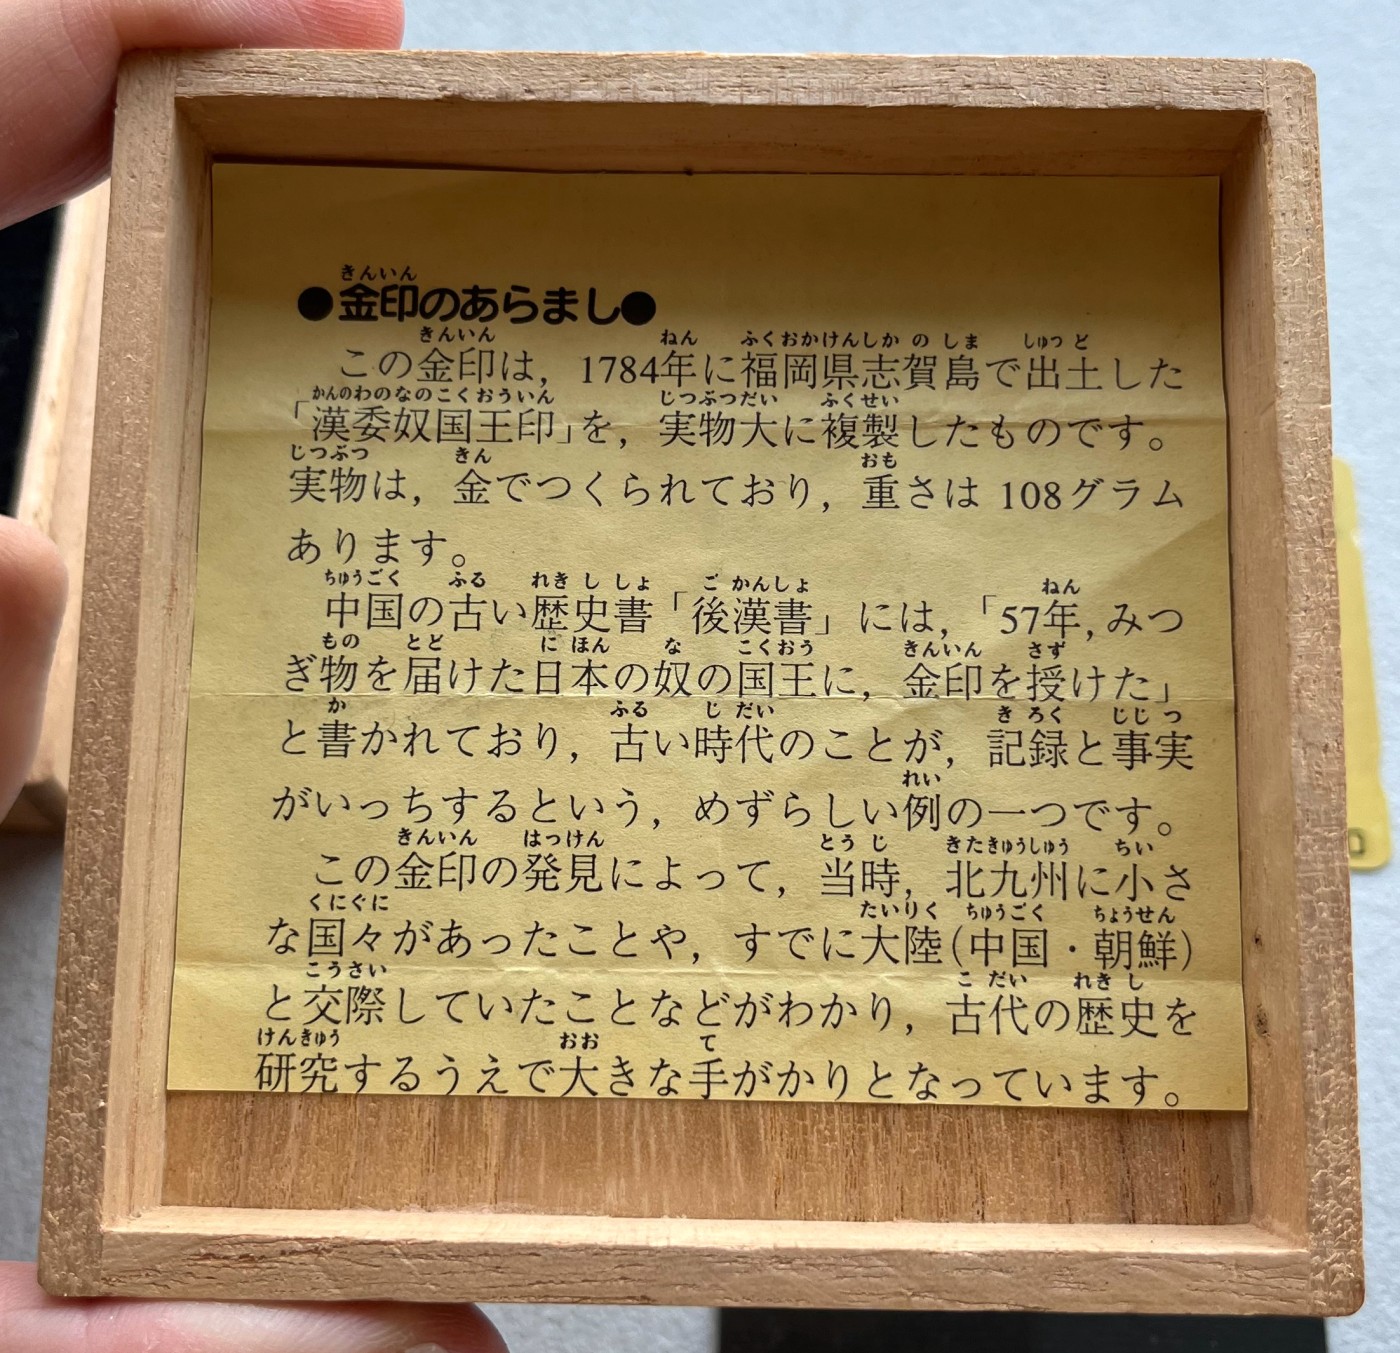 ●金印のあらまし●
この金印は，1784年に福岡県志賀島で出土した
「漢委奴国王印」を，実物大に複製したものです。
実物は，金でつくられており，重さは 108グラム
あります。
中国の古い歴史書「後漢書」には，「57年，みつ
ぎ物を届けた日本の奴の国王に，金印を授けた」
と書かれており，古い時代のことが，記録と事実
がいっちするという，めずらしい例の一つです。
この金印の発見によって，当時，北九州に小さ
な国々があったことや，すでに大陸(中国・朝鮮)
と交際していたことなどがわかり，古代の歴史を
研究するうえで大きな手がかりとなっています。